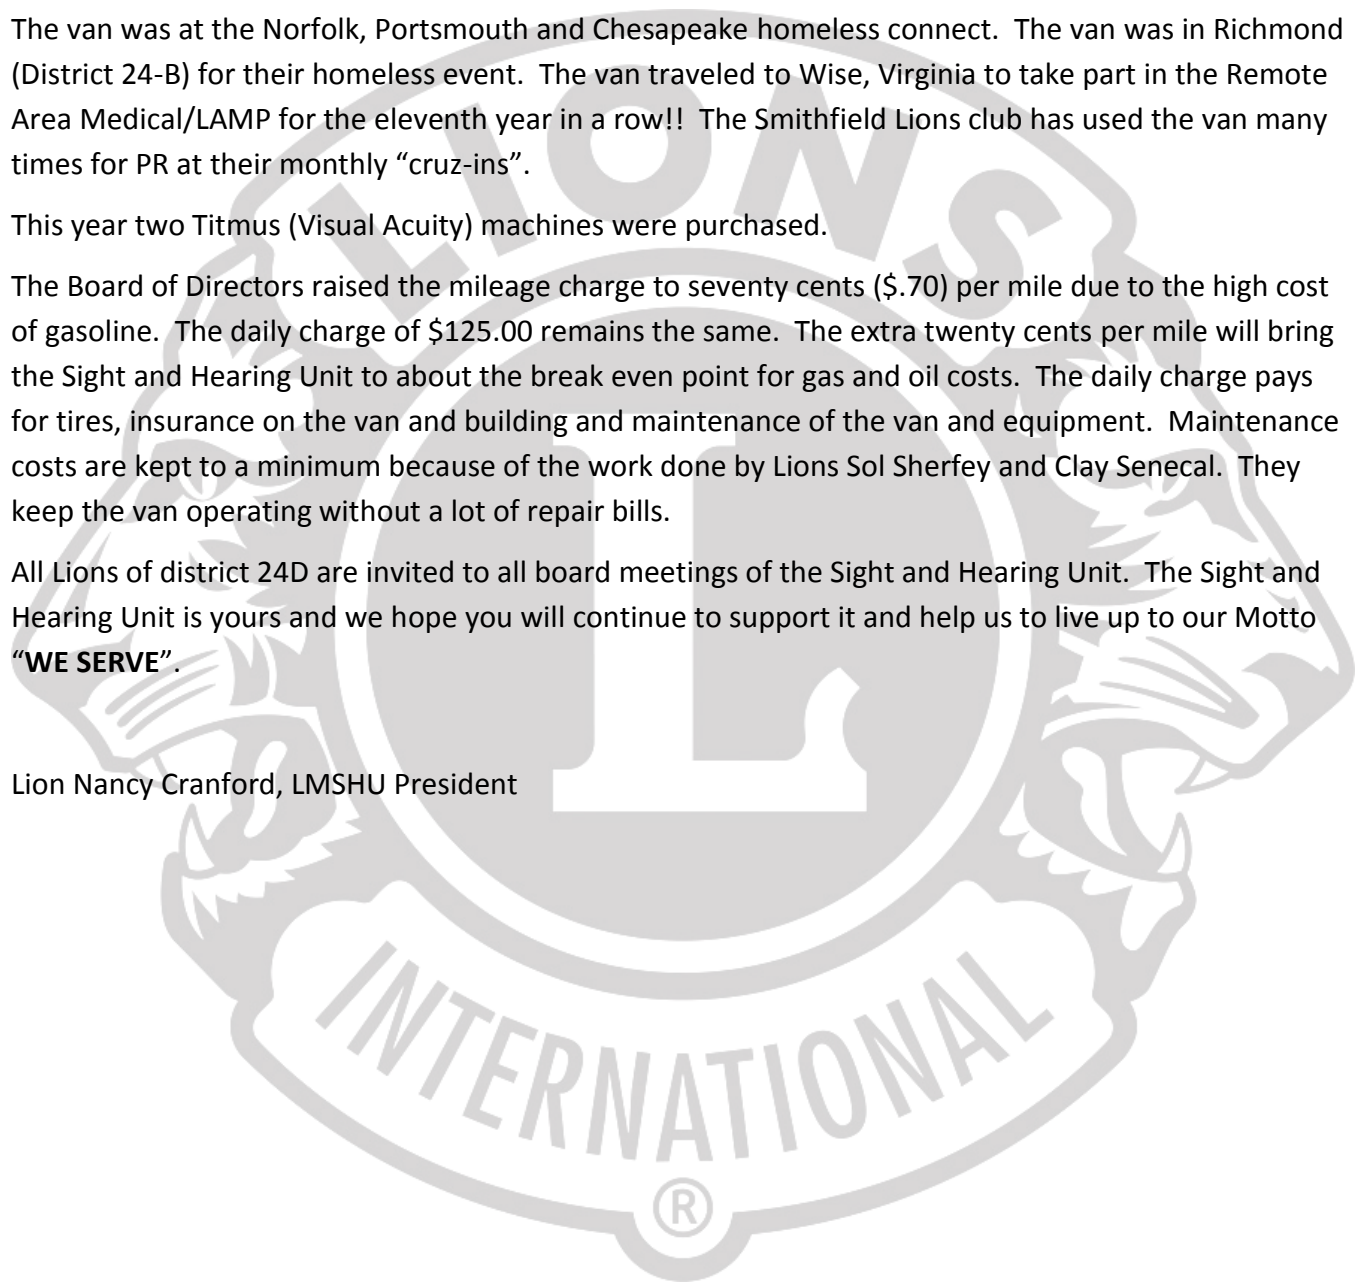 The van was at the Norfolk, Portsmouth and Chesapeake homeless connect.  The van was in Richmond
(District 24-B) for their homeless event.  The van traveled to Wise, Virginia to take part in the Remote
Area Medical/LAMP for the eleventh year in a row!!  The Smithfield Lions club has used the van many
times for PR at their monthly “cruz-ins”.
This year two Titmus (Visual Acuity) machines were purchased.
The Board of Directors raised the mileage charge to seventy cents ($.70) per mile due to the high cost
of gasoline.  The daily charge of $125.00 remains the same.  The extra twenty cents per mile will bring
the Sight and Hearing Unit to about the break even point for gas and oil costs.  The daily charge pays
for tires, insurance on the van and building and maintenance of the van and equipment.  Maintenance
costs are kept to a minimum because of the work done by Lions Sol Sherfey and Clay Senecal.  They
keep the van operating without a lot of repair bills.
All Lions of district 24D are invited to all board meetings of the Sight and Hearing Unit.  The Sight and
Hearing Unit is yours and we hope you will continue to support it and help us to live up to our Motto
“WE SERVE”.
Lion Nancy Cranford, LMSHU President
LIONS
L
INTERNATIONAL
®